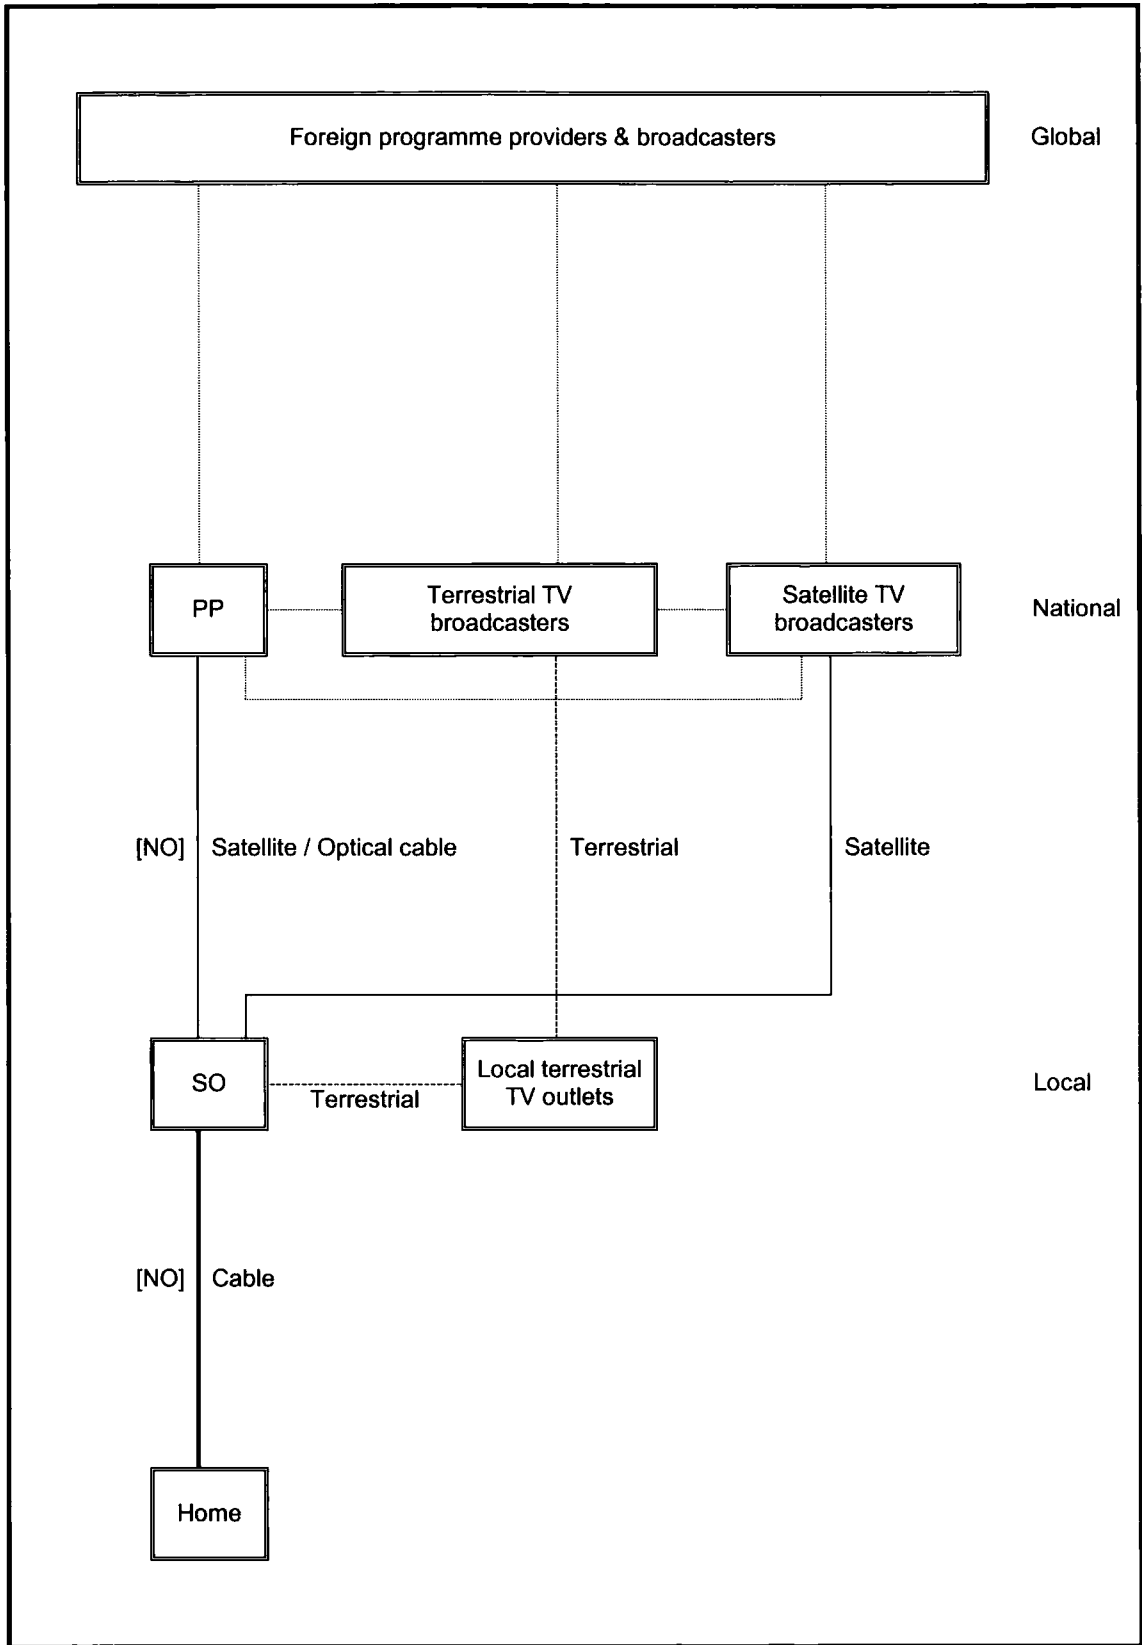 Foreign programme providers & broadcasters
Global
PP
Terrestrial TV
broadcasters
Satellite TV
broadcasters
National
[NO]
Satellite / Optical cable
Terrestrial
Satellite
SO
Terrestrial
Local terrestrial
TV outlets
Local
[NO]
Cable
Home